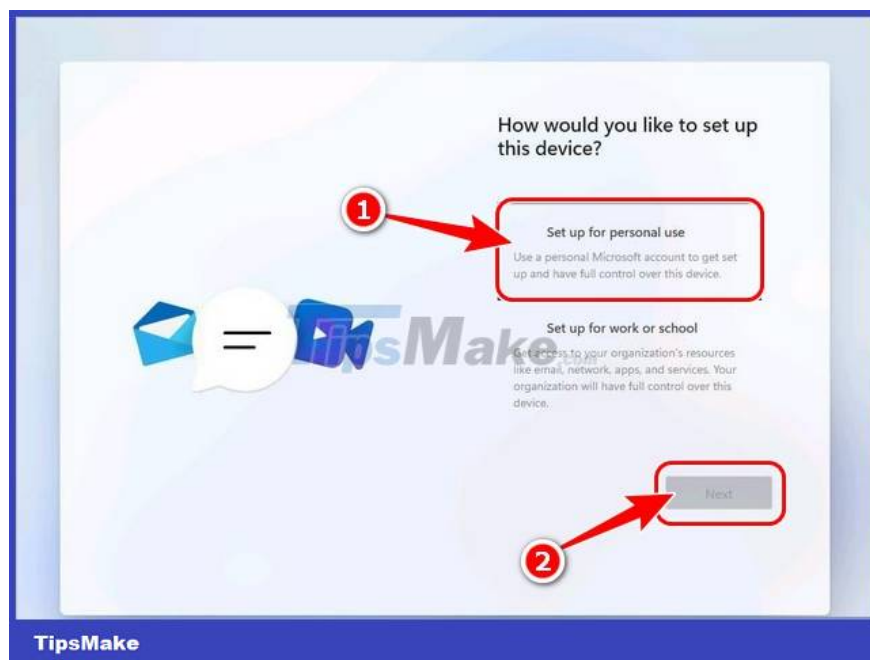 How would you like to set up
this device?
1
Set up for personal use
Use a personal Microsoft account to get set
up and have full control over this device.
Set up for work or school
TipsMake.com
Get access to your organization's resources
like email, network, apps, and services. Your
organization will have full control over this
device.
Next
2
TipsMake